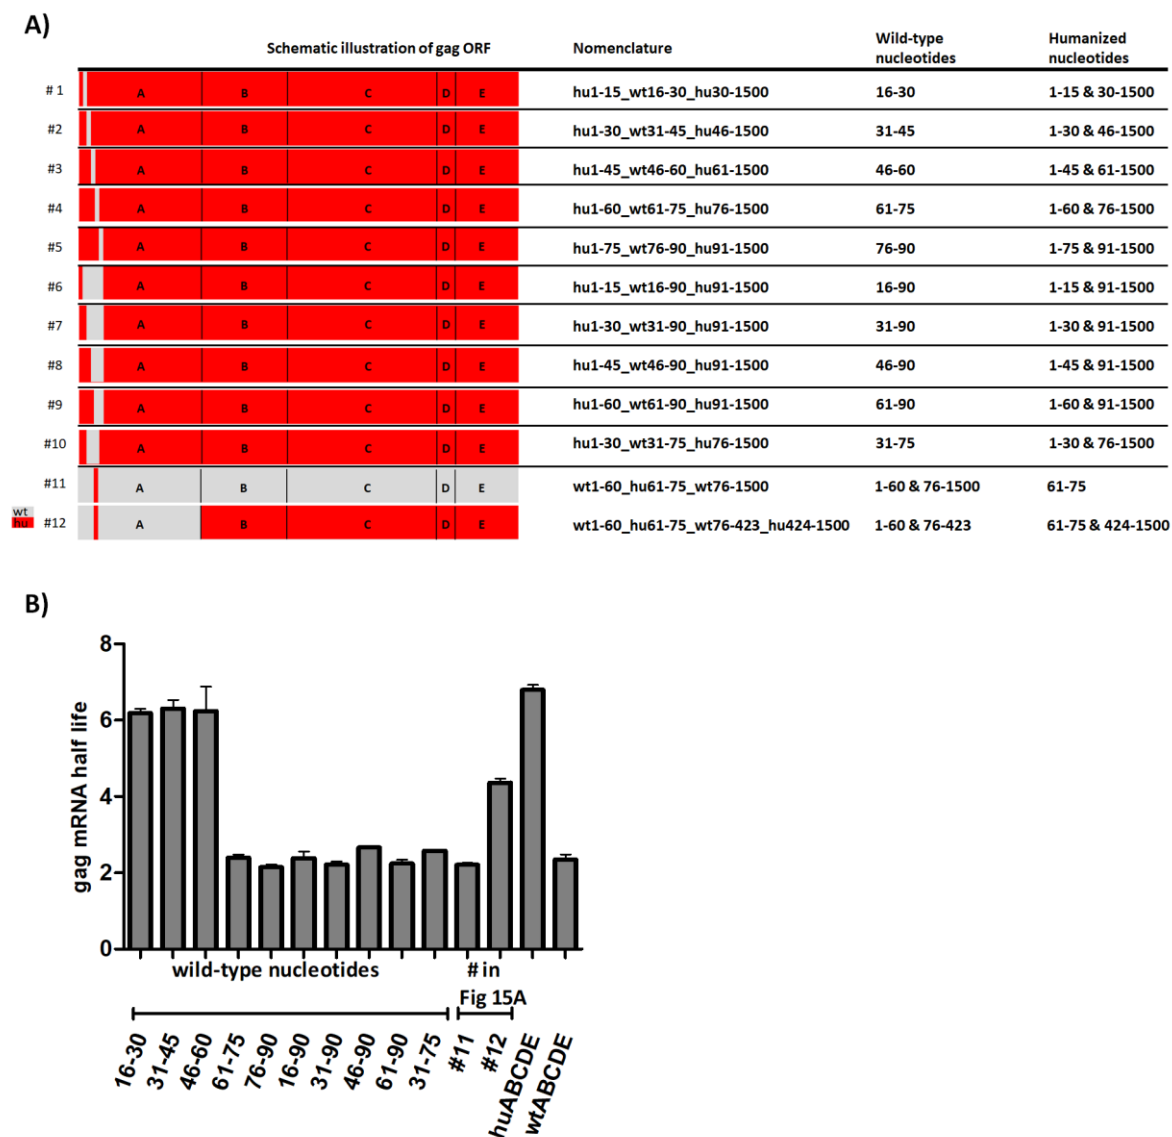 A)
Schematic illustration of gag ORF Nomenclature Wild-type nucleotides Humanized nucleotides
# 1 A B C D E hu1-15_wt16-30_hu30-1500 16-30 1-15 & 30-1500
#2 A B C D E hu1-30_wt31-45_hu46-1500 31-45 1-30 & 46-1500
#3 A B C D E hu1-45_wt46-60_hu61-1500 46-60 1-45 & 61-1500
#4 A B C D E hu1-60_wt61-75_hu76-1500 61-75 1-60 & 76-1500
#5 A B C D E hu1-75_wt76-90_hu91-1500 76-90 1-75 & 91-1500
#6 A B C D E hu1-15_wt16-90_hu91-1500 16-90 1-15 & 91-1500
#7 A B C D E hu1-30_wt31-90_hu91-1500 31-90 1-30 & 91-1500
#8 A B C D E hu1-45_wt46-90_hu91-1500 46-90 1-45 & 91-1500
#9 A B C D E hu1-60_wt61-90_hu91-1500 61-90 1-60 & 91-1500
#10 A B C D E hu1-30_wt31-75_hu76-1500 31-75 1-30 & 76-1500
#11 A B C D E wt1-60_hu61-75_wt76-1500 1-60 & 76-1500 61-75
wt
hu #12 A B C D E wt1-60_hu61-75_wt76-423_hu424-1500 1-60 & 76-423 61-75 & 424-1500
B)
gag mRNA half life
8
6
4
2
0
wild-type nucleotides # in
Fig 15A
16-30 31-45 46-60 61-75 76-90 16-90 31-90 46-90 61-90 31-75 #11 #12 huABCDE wtABCDE